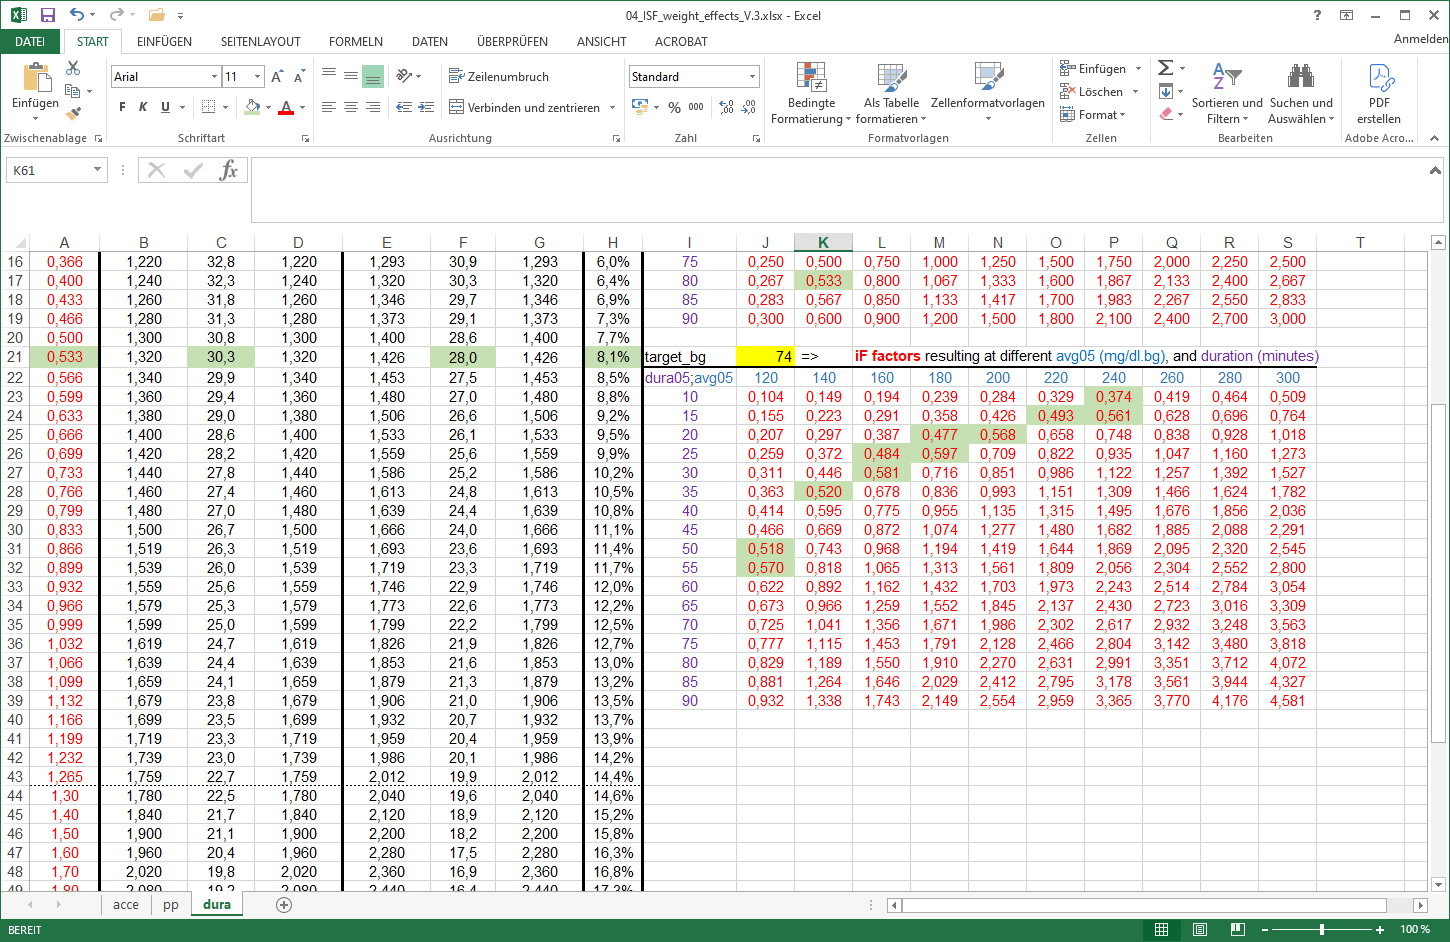 04_ISF_weight_effects_V.3.xlsx - Excel
DATEI START EINFÜGEN SEITENLAYOUT FORMELN DATEN ÜBERPRÜFEN ANSICHT ACROBAT Anmelden
Arial 11 Zeilenumbruch Standard Einfügen
Einfügen F K U Verbinden und zentrieren % 000 Bedingte Formatierung Als Tabelle formatieren Zellenformatvorlagen Löschen Format Sortieren und Filtern Suchen und Auswählen PDF erstellen
Zwischenablage Schriftart Ausrichtung Zahl Formatvorlagen Zellen Bearbeiten Adobe Acro...
K61 fx
A B C D E F G H I J K L M N O P Q R S T
16 0,366 1,220 32,8 1,220 1,293 30,9 1,293 6,0% 75 0,250 0,500 0,750 1,000 1,250 1,500 1,750 2,000 2,250 2,500
17 0,400 1,240 32,3 1,240 1,320 30,3 1,320 6,4% 80 0,267 0,533 0,800 1,067 1,333 1,600 1,867 2,133 2,400 2,667
18 0,433 1,260 31,8 1,260 1,346 29,7 1,346 6,9% 85 0,283 0,567 0,850 1,133 1,417 1,700 1,983 2,267 2,550 2,833
19 0,466 1,280 31,3 1,280 1,373 29,1 1,373 7,3% 90 0,300 0,600 0,900 1,200 1,500 1,800 2,100 2,400 2,700 3,000
20 0,500 1,300 30,8 1,300 1,400 28,6 1,400 7,7%
21 0,533 1,320 30,3 1,320 1,426 28,0 1,426 8,1% target_bg 74 => iF factors resulting at different avg05 (mg/dl.bg), and duration (minutes)
22 0,566 1,340 29,9 1,340 1,453 27,5 1,453 8,5% dura05;avg05 120 140 160 180 200 220 240 260 280 300
23 0,599 1,360 29,4 1,360 1,480 27,0 1,480 8,8% 10 0,104 0,149 0,194 0,239 0,284 0,329 0,374 0,419 0,464 0,509
24 0,633 1,380 29,0 1,380 1,506 26,6 1,506 9,2% 15 0,155 0,223 0,291 0,358 0,426 0,493 0,561 0,628 0,696 0,764
25 0,666 1,400 28,6 1,400 1,533 26,1 1,533 9,5% 20 0,207 0,297 0,387 0,477 0,568 0,658 0,748 0,838 0,928 1,018
26 0,699 1,420 28,2 1,420 1,559 25,6 1,559 9,9% 25 0,259 0,372 0,484 0,597 0,709 0,822 0,935 1,047 1,160 1,273
27 0,733 1,440 27,8 1,440 1,586 25,2 1,586 10,2% 30 0,311 0,446 0,581 0,716 0,851 0,986 1,122 1,257 1,392 1,527
28 0,766 1,460 27,4 1,460 1,613 24,8 1,613 10,5% 35 0,363 0,520 0,678 0,836 0,993 1,151 1,309 1,466 1,624 1,782
29 0,799 1,480 27,0 1,480 1,639 24,4 1,639 10,8% 40 0,414 0,595 0,775 0,955 1,135 1,315 1,495 1,676 1,856 2,036
30 0,833 1,500 26,7 1,500 1,666 24,0 1,666 11,1% 45 0,466 0,669 0,872 1,074 1,277 1,480 1,682 1,885 2,088 2,291
31 0,866 1,519 26,3 1,519 1,693 23,6 1,693 11,4% 50 0,518 0,743 0,968 1,194 1,419 1,644 1,869 2,095 2,320 2,545
32 0,899 1,539 26,0 1,539 1,719 23,3 1,719 11,7% 55 0,570 0,818 1,065 1,313 1,561 1,809 2,056 2,304 2,552 2,800
33 0,932 1,559 25,6 1,559 1,746 22,9 1,746 12,0% 60 0,622 0,892 1,162 1,432 1,703 1,973 2,243 2,514 2,784 3,054
34 0,966 1,579 25,3 1,579 1,773 22,6 1,773 12,2% 65 0,673 0,966 1,259 1,552 1,845 2,137 2,430 2,723 3,016 3,309
35 0,999 1,599 25,0 1,599 1,799 22,2 1,799 12,5% 70 0,725 1,041 1,356 1,671 1,986 2,302 2,617 2,932 3,248 3,563
36 1,032 1,619 24,7 1,619 1,826 21,9 1,826 12,7% 75 0,777 1,115 1,453 1,791 2,128 2,466 2,804 3,142 3,480 3,818
37 1,066 1,639 24,4 1,639 1,853 21,6 1,853 13,0% 80 0,829 1,189 1,550 1,910 2,270 2,631 2,991 3,351 3,712 4,072
38 1,099 1,659 24,1 1,659 1,879 21,3 1,879 13,2% 85 0,881 1,264 1,646 2,029 2,412 2,795 3,178 3,561 3,944 4,327
39 1,132 1,679 23,8 1,679 1,906 21,0 1,906 13,5% 90 0,932 1,338 1,743 2,149 2,554 2,959 3,365 3,770 4,176 4,581
40 1,166 1,699 23,5 1,699 1,932 20,7 1,932 13,7%
41 1,199 1,719 23,3 1,719 1,959 20,4 1,959 13,9%
42 1,232 1,739 23,0 1,739 1,986 20,1 1,986 14,2%
43 1,265 1,759 22,7 1,759 2,012 19,9 2,012 14,4%
44 1,30 1,780 22,5 1,780 2,040 19,6 2,040 14,6%
45 1,40 1,840 21,7 1,840 2,120 18,9 2,120 15,2%
46 1,50 1,900 21,1 1,900 2,200 18,2 2,200 15,8%
47 1,60 1,960 20,4 1,960 2,280 17,5 2,280 16,3%
48 1,70 2,020 19,8 2,020 2,360 16,9 2,360 16,8%
49 1,80 2,080 19,2 2,080 2,440 16,4 2,440 17,2%
acce pp dura
BEREIT 100 %